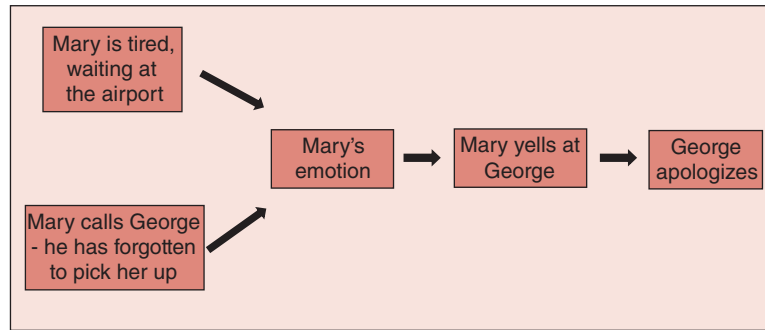 Mary is tired,
waiting at
the airport
Mary calls George
- he has forgotten
to pick her up
Mary's
emotion
Mary yells at
George
George
apologizes